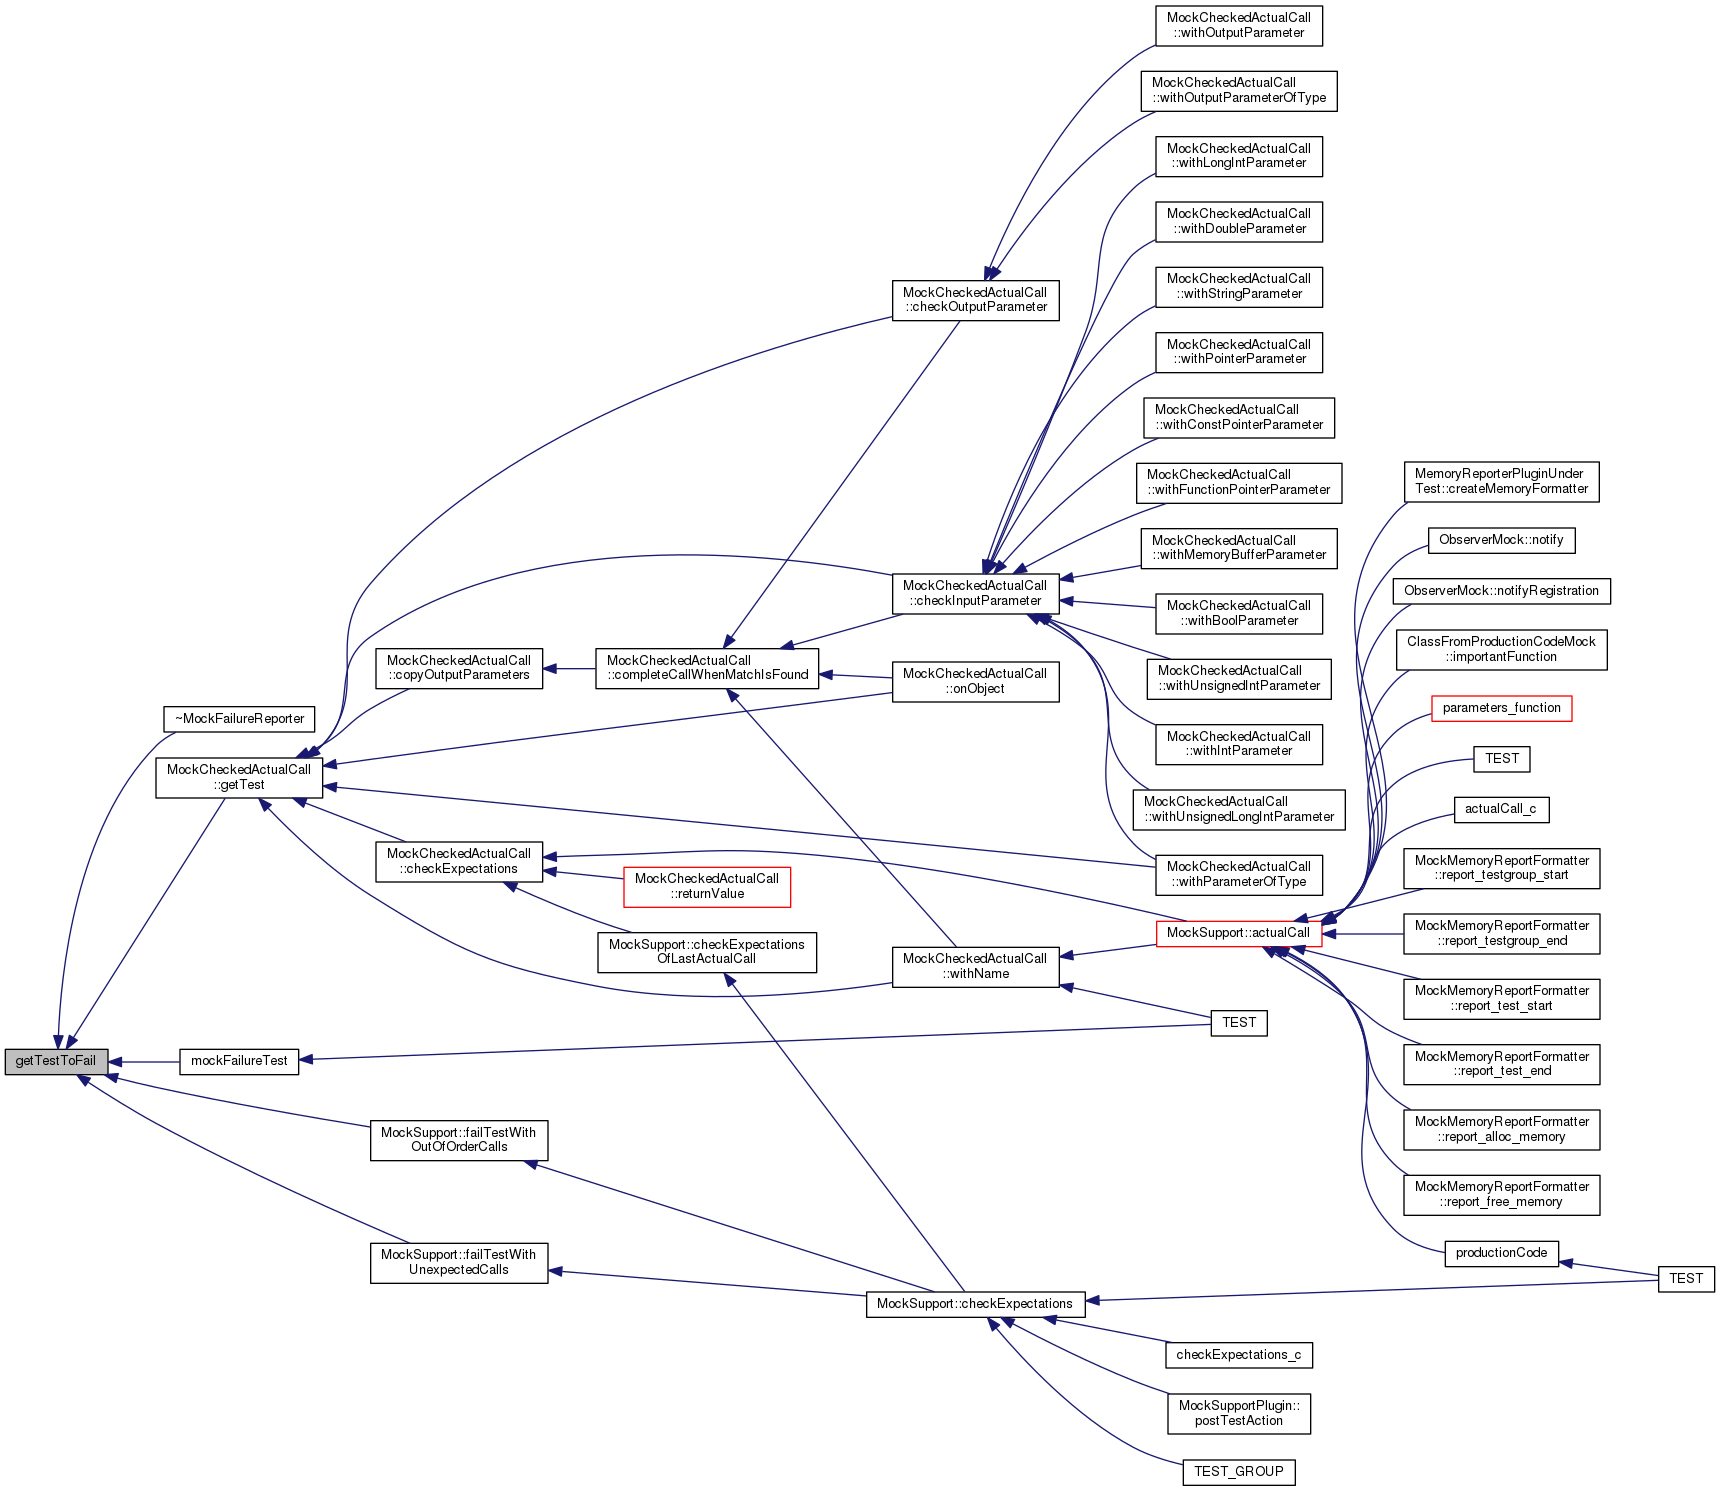 MockCheckedActualCall
::withOutputParameter
MockCheckedActualCall
::withOutputParameterOfType
MockCheckedActualCall
::withLongIntParameter
MockCheckedActualCall
::withDoubleParameter
MockCheckedActualCall
::withStringParameter
MockCheckedActualCall
::checkOutputParameter
MockCheckedActualCall
::withPointerParameter
MockCheckedActualCall
::withConstPointerParameter
MockCheckedActualCall
::withFunctionPointerParameter
MemoryReporterPluginUnder
Test::createMemoryFormatter
MockCheckedActualCall
::withMemoryBufferParameter
ObserverMock::notify
MockCheckedActualCall
::checkInputParameter
ObserverMock::notifyRegistration
MockCheckedActualCall
::withBoolParameter
MockCheckedActualCall
::copyOutputParameters
MockCheckedActualCall
::completeCallWhenMatchIsFound
MockCheckedActualCall
::onObject
MockCheckedActualCall
::withUnsignedIntParameter
ClassFromProductionCodeMock
::importantFunction
parameters_function
~MockFailureReporter
MockCheckedActualCall
::withIntParameter
TEST
MockCheckedActualCall
::getTest
MockCheckedActualCall
::withUnsignedLongIntParameter
actualCall_c
MockCheckedActualCall
::checkExpectations
MockCheckedActualCall
::returnValue
MockCheckedActualCall
::withParameterOfType
MockMemoryReportFormatter
::report_testgroup_start
MockSupport::actualCall
MockMemoryReportFormatter
::report_testgroup_end
MockSupport::checkExpectations
OfLastActualCall
MockCheckedActualCall
::withName
MockMemoryReportFormatter
::report_test_start
TEST
getTestToFail
mockFailureTest
MockMemoryReportFormatter
::report_test_end
MockSupport::failTestWith
OutOfOrderCalls
MockMemoryReportFormatter
::report_alloc_memory
MockMemoryReportFormatter
::report_free_memory
MockSupport::failTestWith
UnexpectedCalls
productionCode
TEST
MockSupport::checkExpectations
checkExpectations_c
MockSupportPlugin::
postTestAction
TEST_GROUP